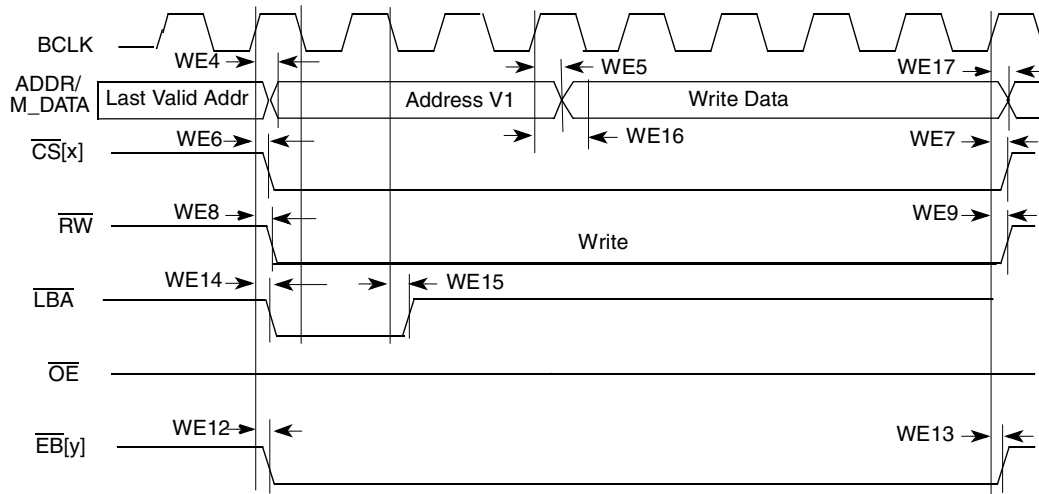 BCLK
WE4
WE5
WE17
ADDR/
M_DATA
Last Valid Addr
Address V1
Write Data
WE6
WE16
WE7
CS[x]
WE8
WE9
RW
Write
WE14
WE15
LBA
OE
WE12
WE13
EB[y]